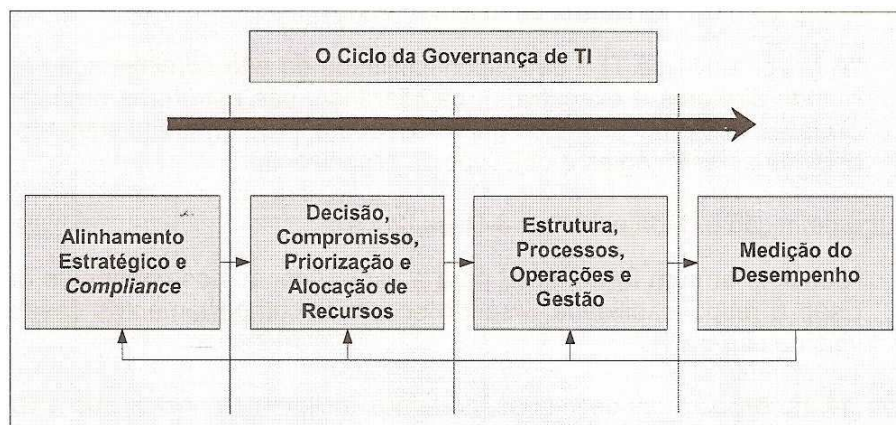 O Ciclo da Governança de TI
Alinhamento
Estratégico e
Compliance
Decisão,
Compromisso,
Priorização e
Alocação de
Recursos
Estrutura,
Processos,
Operações e
Gestão
Medição do
Desempenho